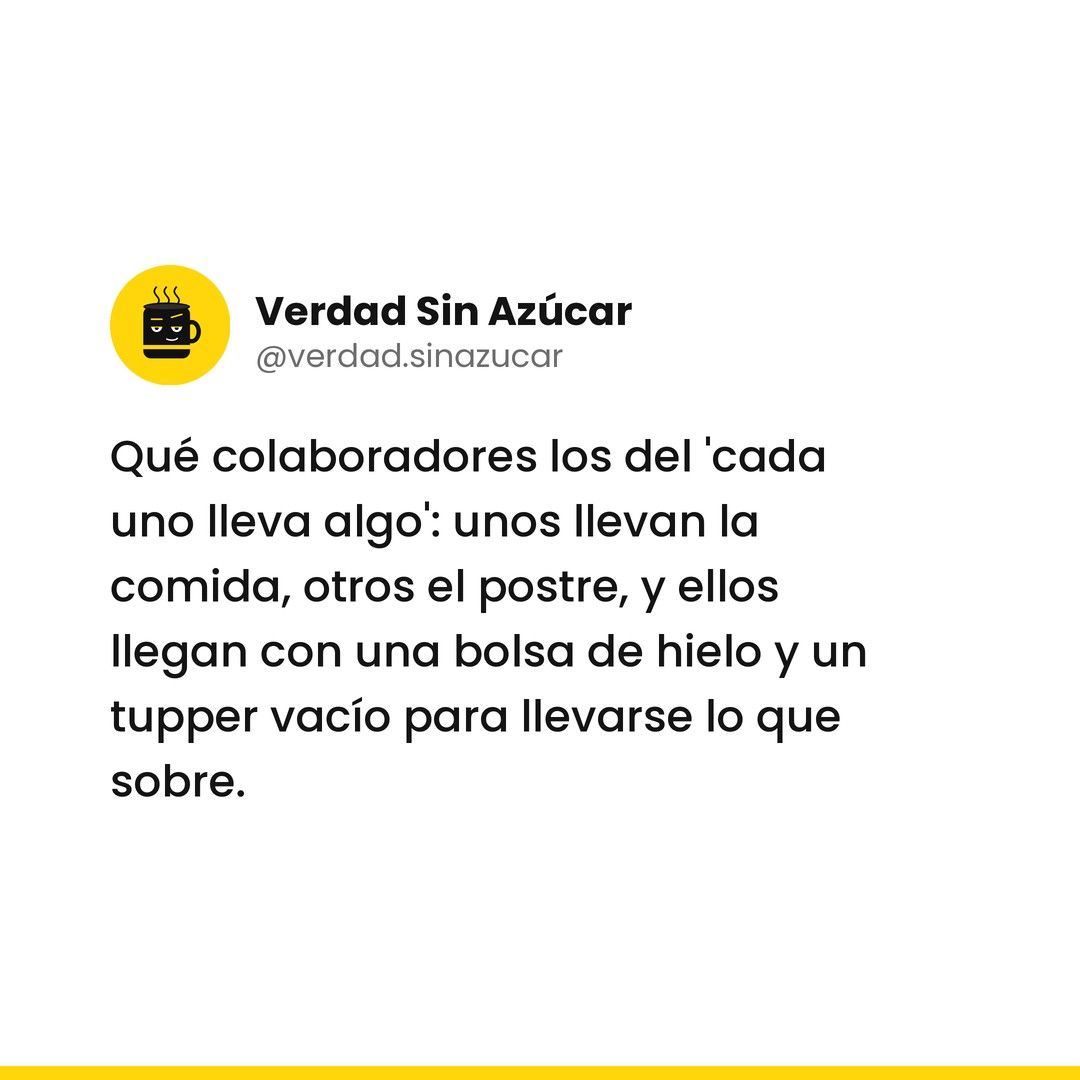 Verdad Sin Azúcar
@verdad.sinazucar
Qué colaboradores los del 'cada
uno lleva algo': unos llevan la
comida, otros el postre, y ellos
llegan con una bolsa de hielo y un
tupper vacío para llevarse lo que
sobre.